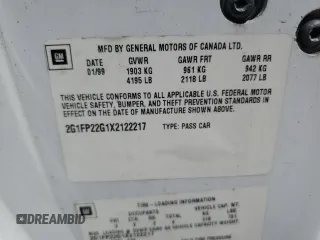 GM
MFD BY GENERAL MOTORS OF CANADA LTD.
DATE GVWR GAWR FRT GAWR RR
01/99 1903 KG 961 KG 942 KG
4195 LB 2118 LB 2077 LB
THIS VEHICLE CONFORMS TO ALL APPLICABLE U.S. FEDERAL MOTOR
VEHICLE SAFETY, BUMPER, AND THEFT PREVENTION STANDARDS IN
EFFECT ON THE DATE OF MANUFACTURE SHOWN ABOVE.
2G1FP22G1X2122217 TYPE: PASS CAR
TIRE - LOADING INFORMATION
OCCUPANTS
AUTOBIDMASTER